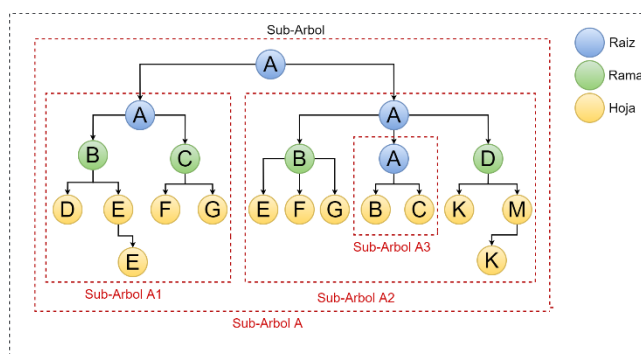 Sub-Arbol
A
Raiz
Rama
Hoja
A
A
B
C
B
A
D
D
E
F
G
E
F
G
B
C
K
M
Sub-Arbol A3
E
K
Sub-Arbol A1
Sub-Arbol A2
Sub-Arbol A